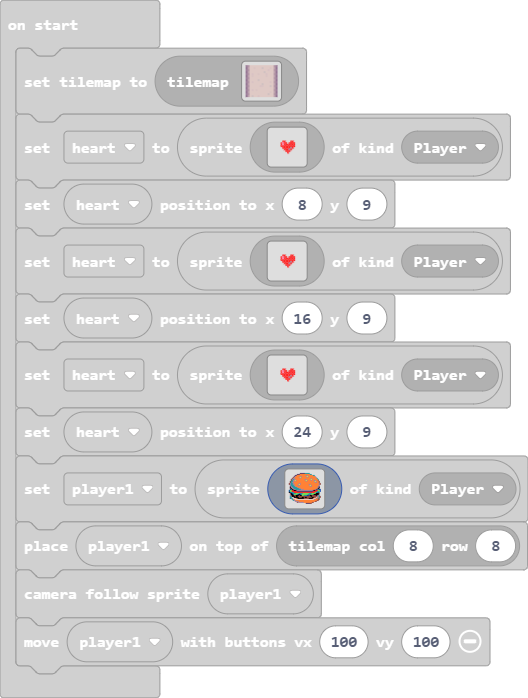 on start
set tilemap to tilemap
set heart to sprite of kind Player
set heart position to x 8 y 9
set heart to sprite of kind Player
set heart position to x 16 y 9
set heart to sprite of kind Player
set heart position to x 24 y 9
set player1 to sprite of kind Player
place player1 on top of tilemap col 8 row 8
camera follow sprite player1
move player1 with buttons vx 100 vy 100